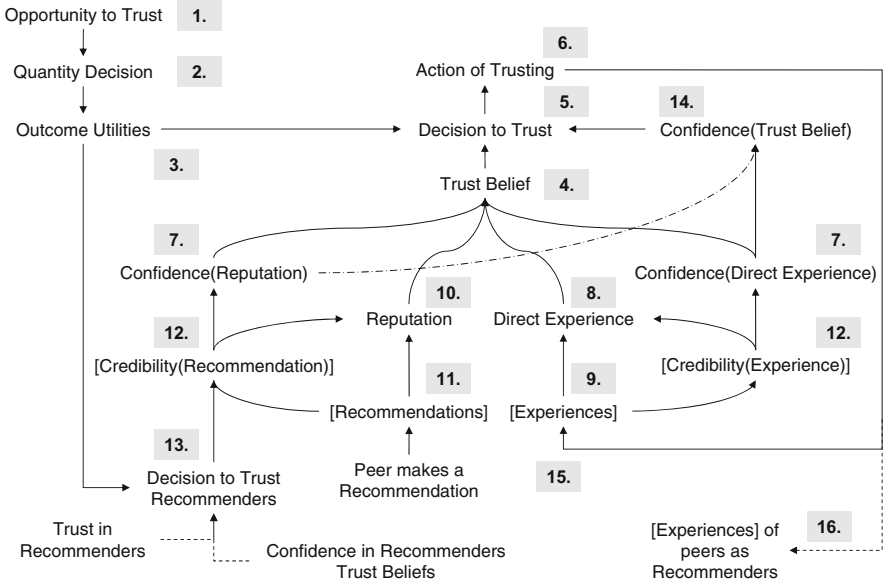 Opportunity to Trust
1.
Quantity Decision
2.
6.
Action of Trusting
5.
14.
Outcome Utilities
Decision to Trust
Confidence(Trust Belief)
3.
Trust Belief
4.
7.
7.
Confidence(Reputation)
Confidence(Direct Experience)
10.
8.
12.
Reputation
Direct Experience
12.
[Credibility(Recommendation)]
[Credibility(Experience)]
11.
9.
[Recommendations]
[Experiences]
13.
Decision to Trust
Recommenders
Peer makes a
Recommendation
15.
Trust in
Recommenders
Confidence in Recommenders
Trust Beliefs
[Experiences] of
peers as
Recommenders
16.